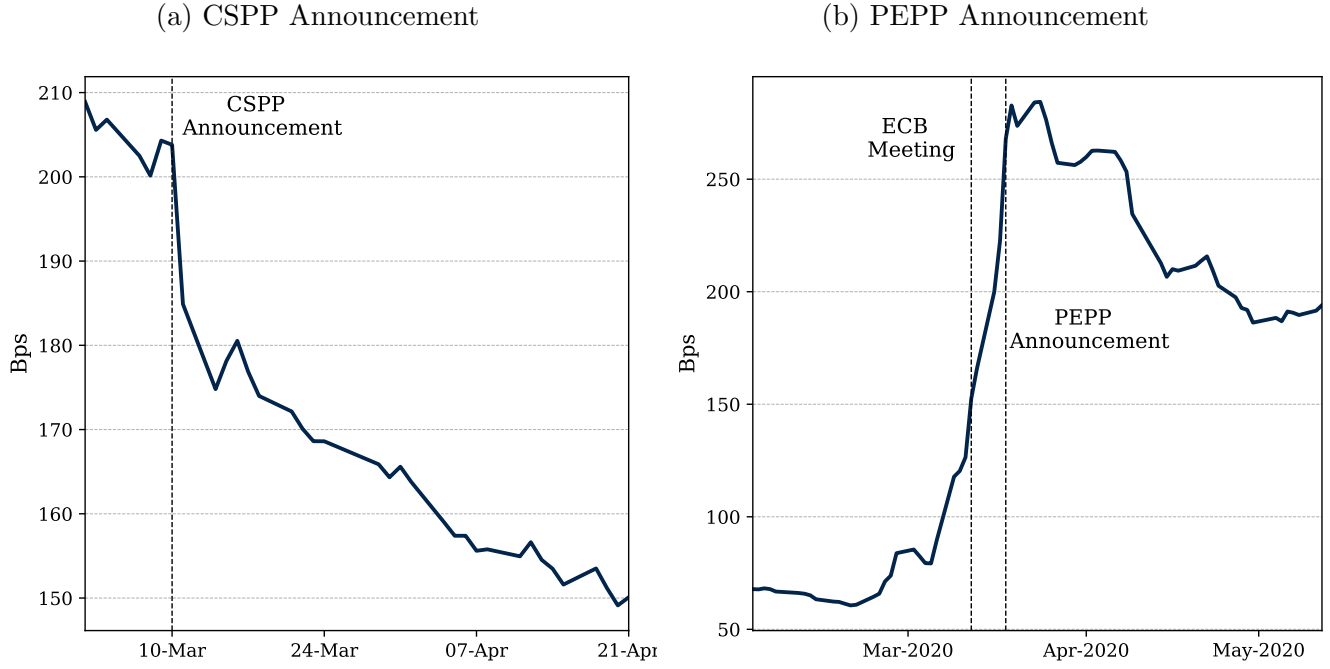 (a) CSPP Announcement
210
200
190
180
170
160
150
Bps
CSPP
Announcement
10-Mar
24-Mar
07-Apr
21-Apr
(b) PEPP Announcement
250
200
150
100
50
Bps
ECB
Meeting
PEPP
Announcement
Mar-2020
Apr-2020
May-2020